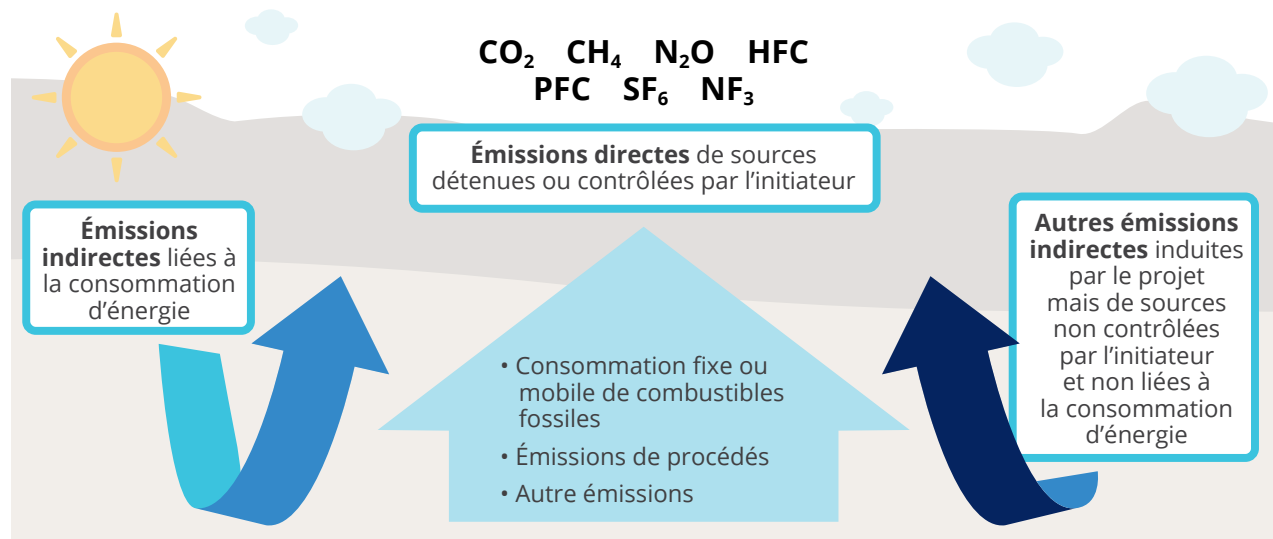 CO₂ CH₄ N₂O HFC
PFC SF₆ NF₃
Émissions directes de sources
détenues ou contrôlées par l’initiateur
Émissions
indirectes liées à
la consommation
d’énergie
• Consommation fixe ou
mobile de combustibles
fossiles
• Émissions de procédés
• Autre émissions
Autres émissions
indirectes induites
par le projet
mais de sources
non contrôlées
par l’initiateur
et non liées à
la consommation
d’énergie